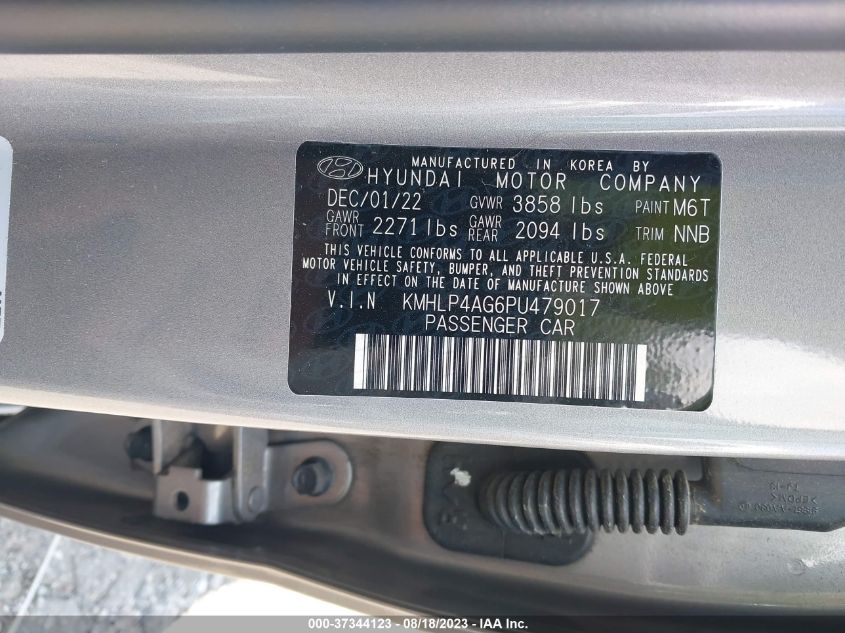 MANUFACTURED IN KOREA BY
HYUNDAI MOTOR COMPANY
DEC/01/22 GVWR 3858 lbs PAINT M6T
GAWR FRONT 2271 lbs GAWR REAR 2094 lbs TRIM NNB
THIS VEHICLE CONFORMS TO ALL APPLICABLE U.S.A. FEDERAL
MOTOR VEHICLE SAFETY, BUMPER, AND THEFT PREVENTION STANDARDS
IN EFFECT ON THE DATE OF MANUFACTURE SHOWN ABOVE
V.I.N KMHLP4AG6PU479017
PASSENGER CAR
>EPDM<
000-37344123 - 08/18/2023 - Copyright © IAA, Inc.